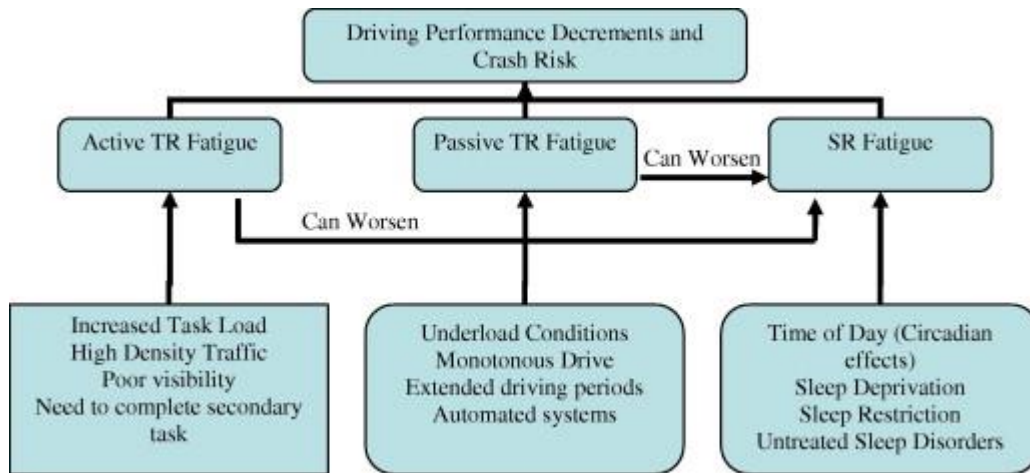 Driving Performance Decrements and
Crash Risk
Active TR Fatigue
Passive TR Fatigue
SR Fatigue
Can Worsen
Can Worsen
Increased Task Load
High Density Traffic
Poor visibility
Need to complete secondary
task
Underload Conditions
Monotonous Drive
Extended driving periods
Automated systems
Time of Day (Circadian
effects)
Sleep Deprivation
Sleep Restriction
Untreated Sleep Disorders